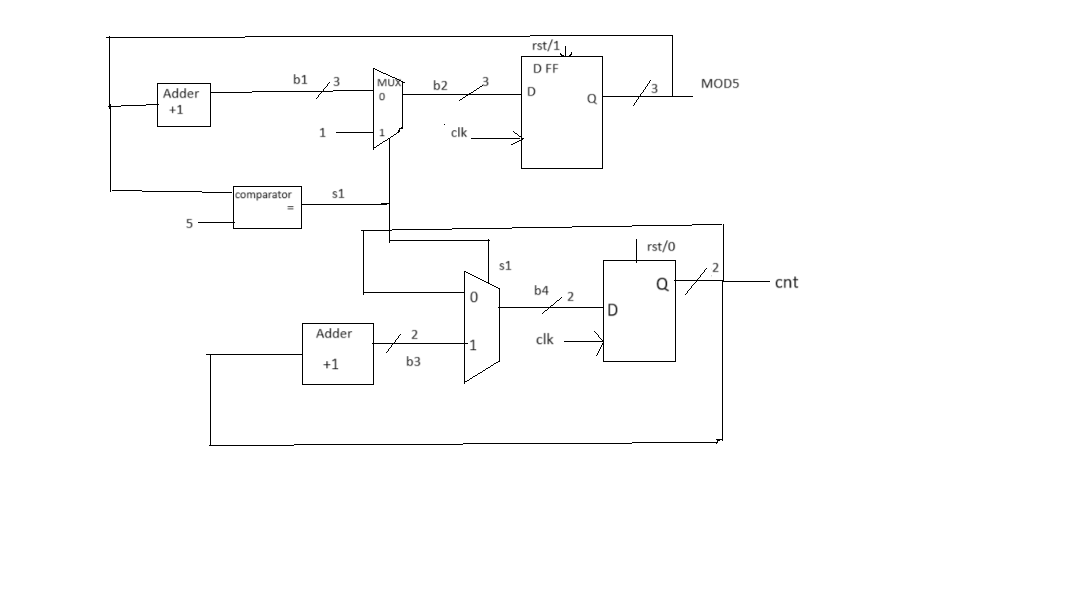 rst/1
D FF
MUX
b1
3
b2
3
D
Q
3
MOD5
Adder
+1
0
1
1
clk
comparator
=
s1
5
rst/0
s1
2
Q
cnt
0
b4
2
D
Adder
+1
2
b3
1
clk